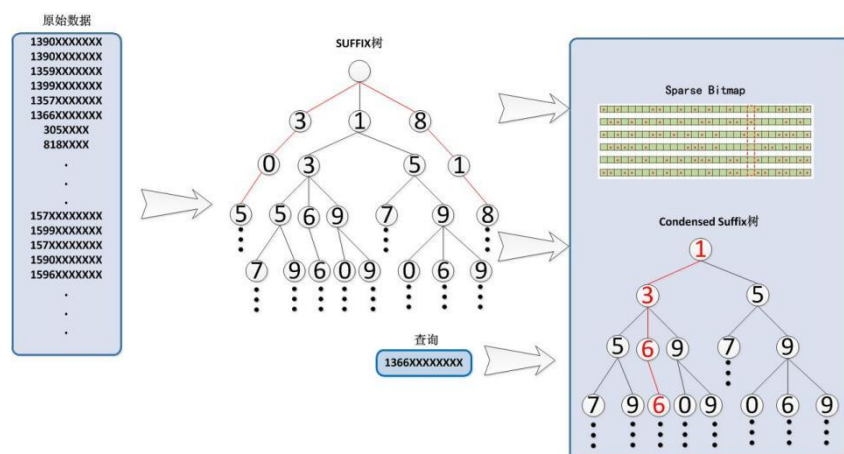 原始数据
1390XXXXXXX
1390XXXXXXX
1359XXXXXXX
1399XXXXXXX
1357XXXXXXX
1366XXXXXXX
305XXXX
818XXXX
157XXXXXXXX
1599XXXXXXX
157XXXXXXXX
1590XXXXXXX
1596XXXXXXX
SUFFIX树
3 1 8
0 3 5 1
5 5 6 9 7 9 8
7 9 6 0 9 0 6 9
查询
1366XXXXXXXX
Sparse Bitmap
Condensed Suffix树
1
3 5
5 6 9 7 9
7 9 6 0 9 0 6 9